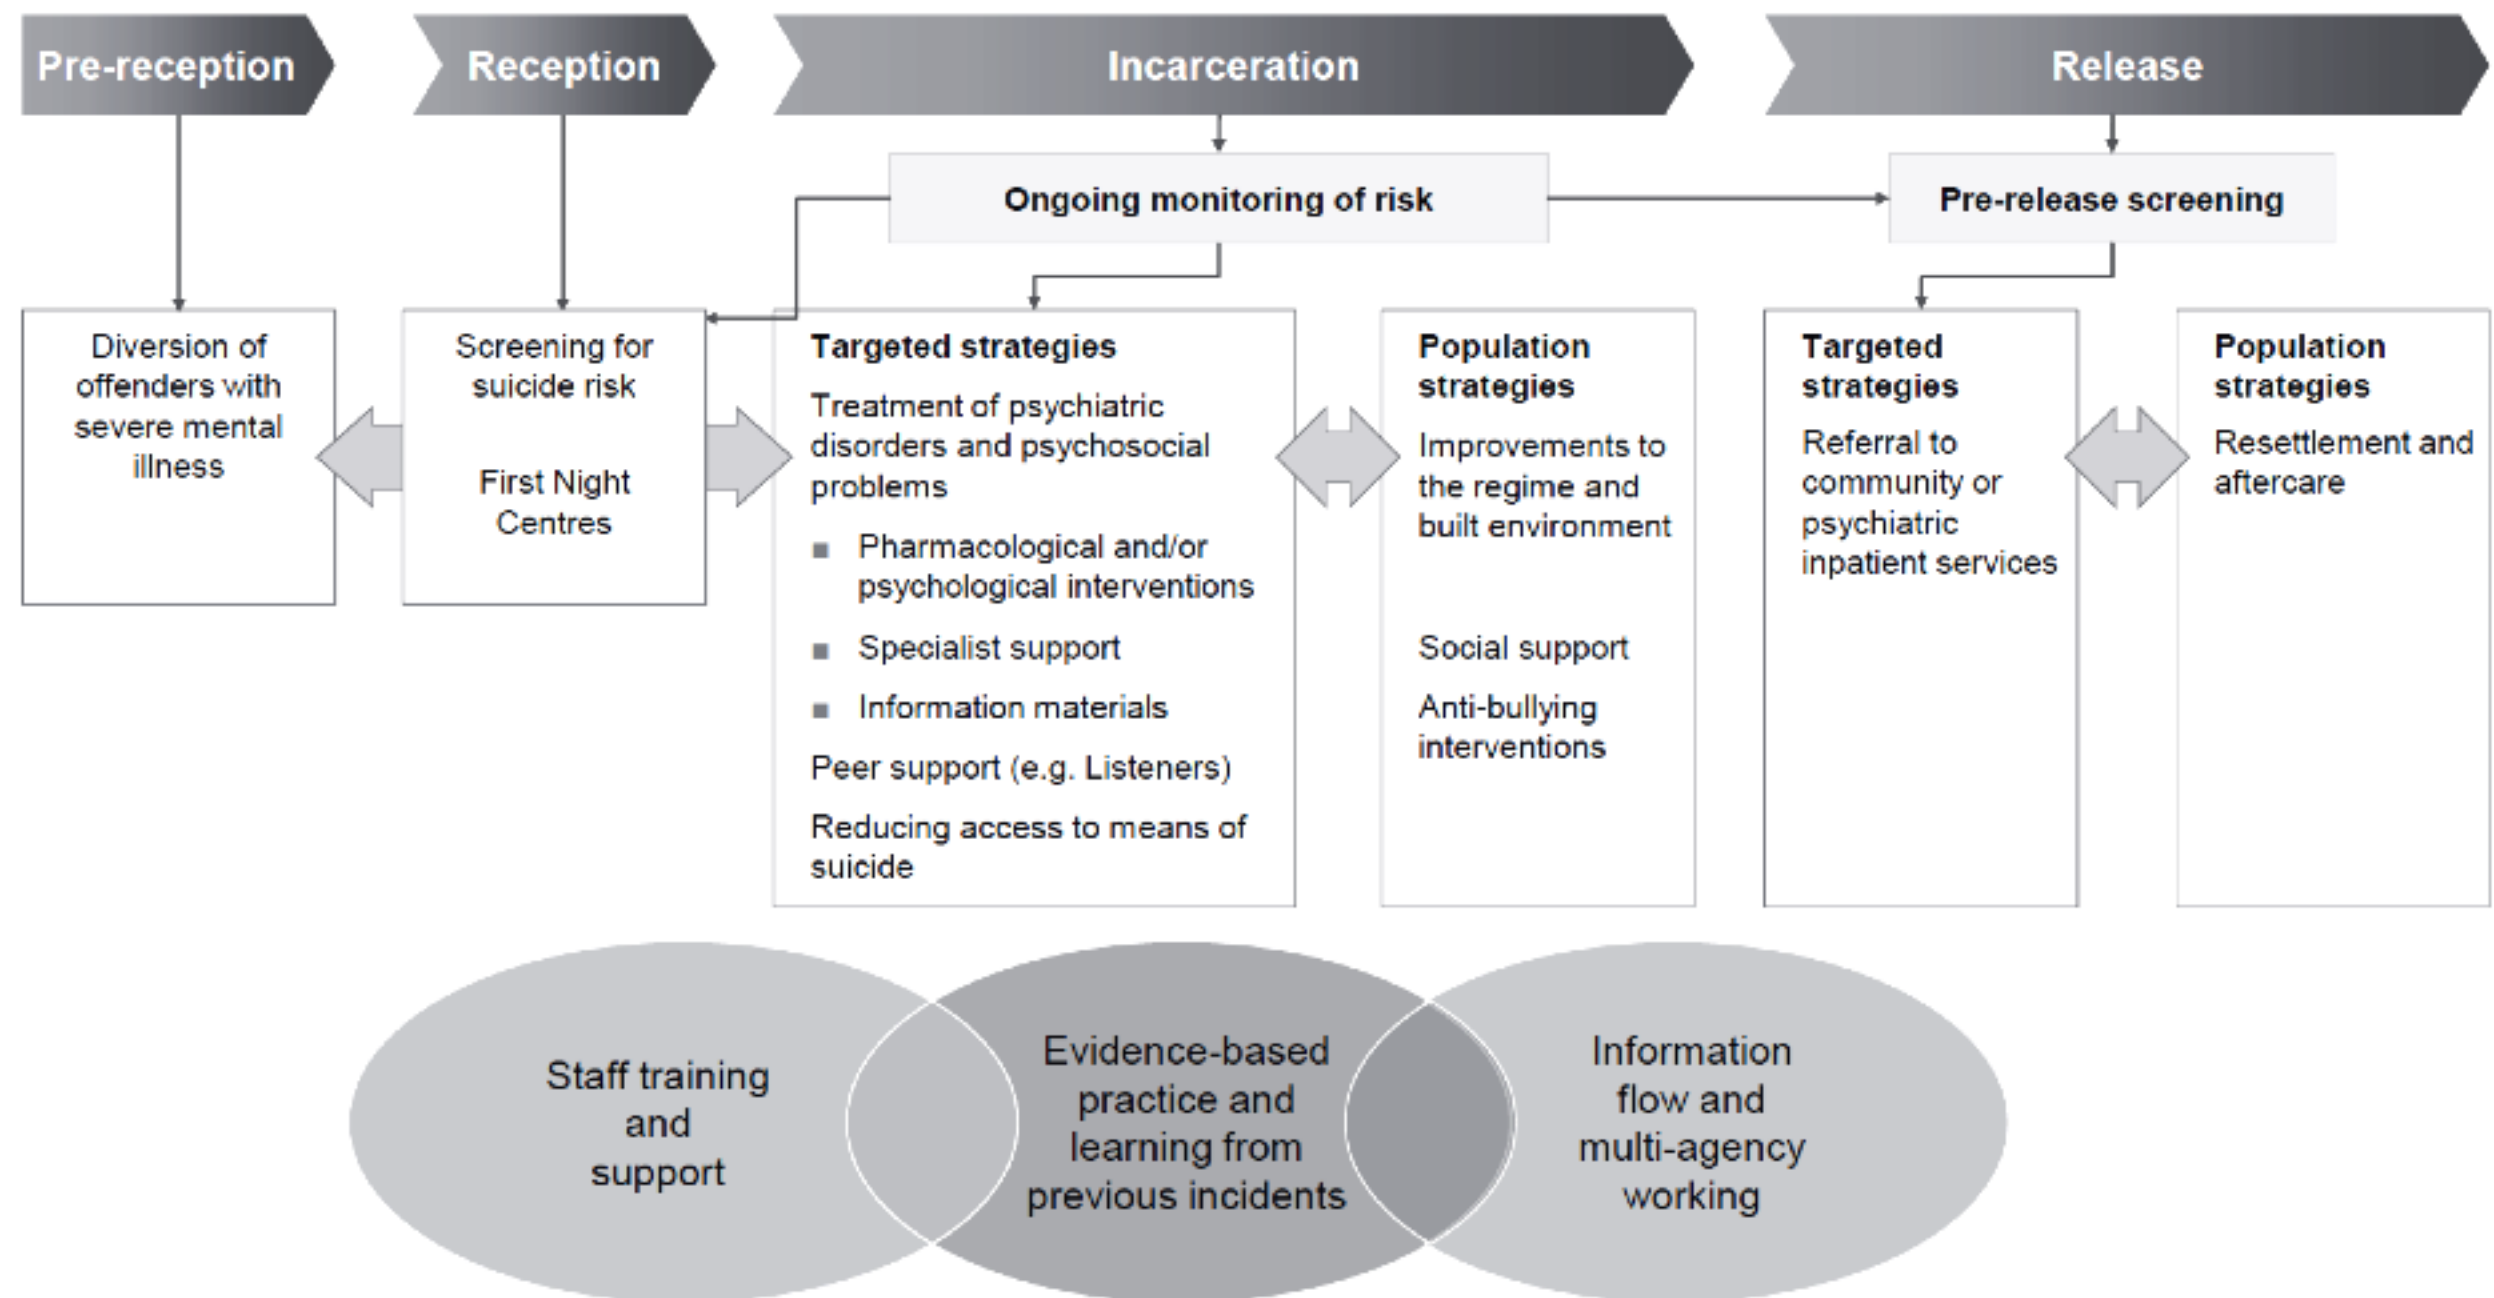 Pre-reception
Reception
Incarceration
Release
Ongoing monitoring of risk
Pre-release screening
Diversion of
offenders with
severe mental
illness
Screening for
suicide risk
First Night
Centres
Targeted strategies
Treatment of psychiatric
disorders and psychosocial
problems
■ Pharmacological and/or
psychological interventions
■ Specialist support
■ Information materials
Peer support (e.g. Listeners)
Reducing access to means of
suicide
Population
strategies
Improvements to
the regime and
built environment
Social support
Anti-bullying
interventions
Targeted
strategies
Referral to
community or
psychiatric
inpatient services
Population
strategies
Resettlement and
aftercare
Staff training
and
support
Evidence-based
practice and
learning from
previous incidents
Information
flow and
multi-agency
working